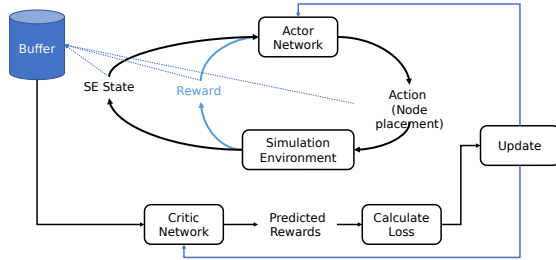 Buffer
Actor
Network
SE State
Reward
Action
(Node
placement)
Simulation
Environment
Update
Critic
Network
Predicted
Rewards
Calculate
Loss